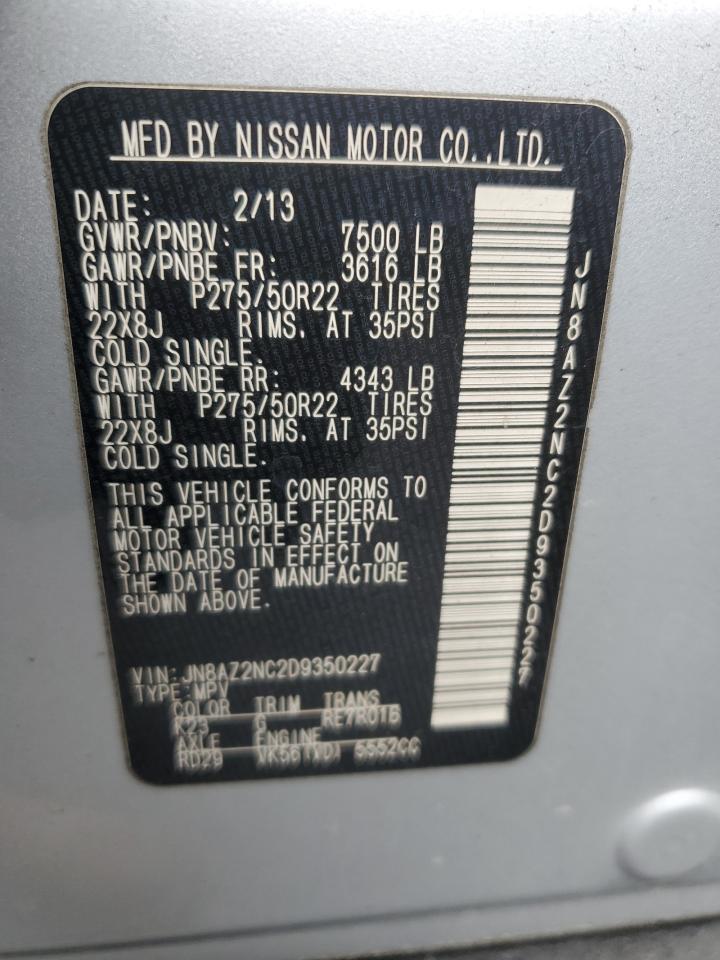 MFD BY NISSAN MOTOR CO.,LTD.
DATE: 2/13
GVWR/PNBV: 7500 LB
GAWR/PNBE FR: 3616 LB
WITH P275/50R22 TIRES
22X8J RIMS. AT 35PSI
COLD SINGLE.
GAWR/PNBE RR: 4343 LB
WITH P275/50R22 TIRES
22X8J RIMS. AT 35PSI
COLD SINGLE.
THIS VEHICLE CONFORMS TO
ALL APPLICABLE FEDERAL
MOTOR VEHICLE SAFETY
STANDARDS IN EFFECT ON
THE DATE OF MANUFACTURE
SHOWN ABOVE.
VIN:JN8AZ2NC2D9350227
TYPE:MPV
COLOR TRIM TRANS
K23 G RE7R01B
AXLE ENGINE
RD29 VK56(VD) 5552CC
JN8AZ2NC2D9350227